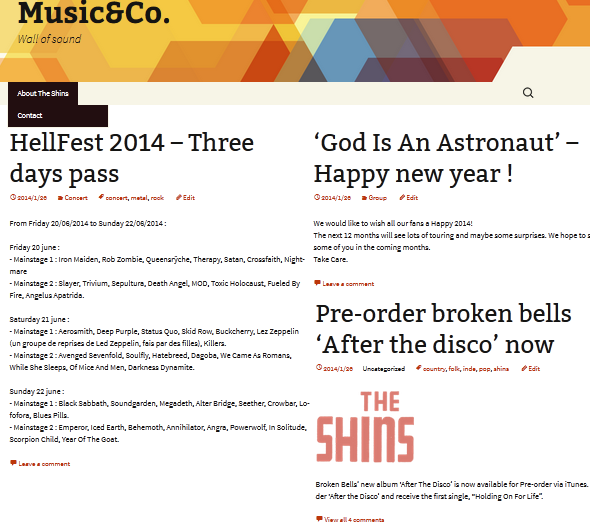 Music&Co.
Wall of sound
About The Shins
Contact
HellFest 2014 – Three
days pass
2014/1/26 Concert concert, metal, rock Edit
From Friday 20/06/2014 to Sunday 22/06/2014 :
Friday 20 june :
- Mainstage 1 : Iron Maiden, Rob Zombie, Queensrÿche, Therapy, Satan, Crossfaith, Night-
mare
- Mainstage 2 : Slayer, Trivium, Sepultura, Death Angel, MOD, Toxic Holocaust, Fueled By
Fire, Angelus Apatrida.
Saturday 21 june :
- Mainstage 1 : Aerosmith, Deep Purple, Status Quo, Skid Row, Buckcherry, Lez Zeppelin
(un groupe de reprises de Led Zeppelin, fais par des filles), Killers.
- Mainstage 2 : Avenged Sevenfold, Soulfly, Hatebreed, Dagoba, We Came As Romans,
While She Sleeps, Of Mice And Men, Darkness Dynamite.
Sunday 22 june :
- Mainstage 1 : Black Sabbath, Soundgarden, Megadeth, Alter Bridge, Seether, Crowbar, Lo-
fofora, Blues Pills.
- Mainstage 2 : Emperor, Iced Earth, Behemoth, Annihilator, Angra, Powerwolf, In Solitude,
Scorpion Child, Year Of The Goat.
Leave a comment
‘God Is An Astronaut’ –
Happy new year !
2014/1/26 Group Edit
We would like to wish all our fans a Happy 2014!
The next 12 months will see lots of touring and maybe some surprises. We hope to s
some of you in the coming months.
Take Care.
Leave a comment
Pre-order broken bells
‘After the disco’ now
2014/1/26 Uncategorized country, folk, inde, pop, shins Edit
THE
SHINS
Broken Bells’ new album ‘After The Disco’ is now available for Pre-order via iTunes.
der ‘After the Disco’ and receive the first single, “Holding On For Life”.
View all 4 comments